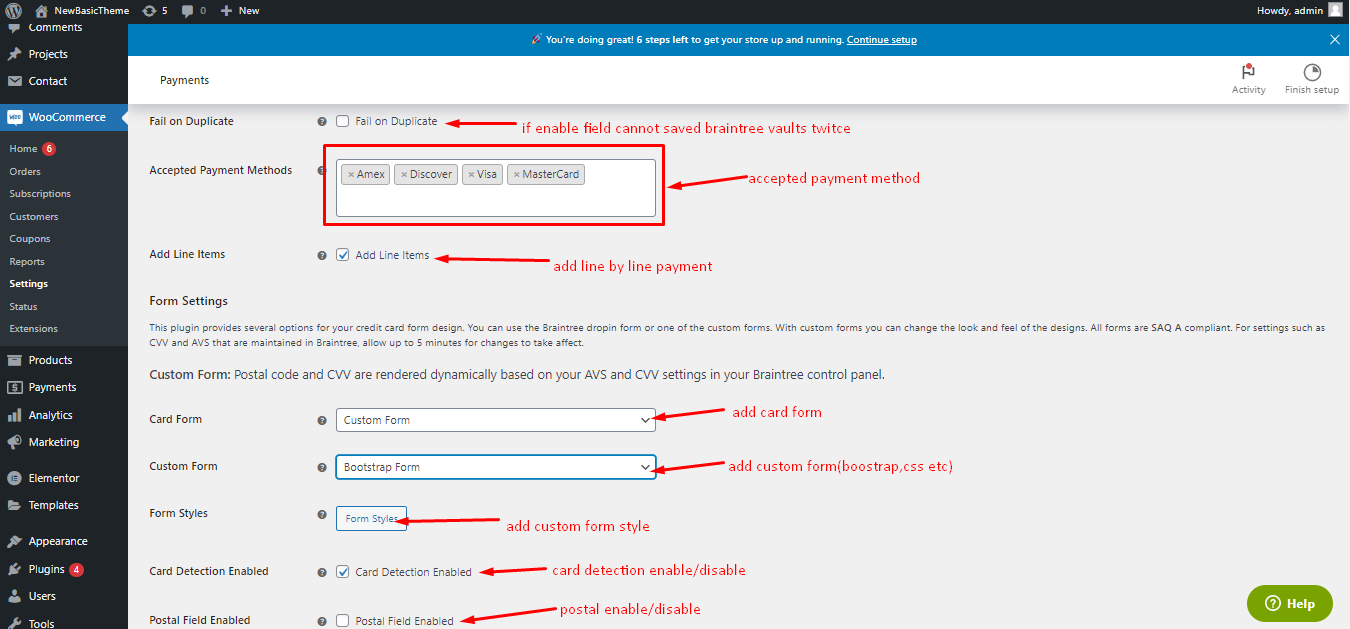 NewBasicTheme 5 0 New Howdy, admin
Comments
Projects
Contact
WooCommerce
Home 6
Orders
Subscriptions
Customers
Coupons
Reports
Settings
Status
Extensions
Products
Payments
Analytics
Marketing
Elementor
Templates
Appearance
Plugins 4
Users
Tools
🚀 You're doing great! 6 steps left to get your store up and running. Continue setup
Payments
Activity
Finish setup
Fail on Duplicate Fail on Duplicate if enable field cannot saved braintree vaults twitce
Accepted Payment Methods × Amex × Discover × Visa × MasterCard accepted payment method
Add Line Items Add Line Items add line by line payment
Form Settings
This plugin provides several options for your credit card form design. You can use the Braintree dropin form or one of the custom forms. With custom forms you can change the look and feel of the designs. All forms are SAQ A compliant. For settings such as
CVV and AVS that are maintained in Braintree, allow up to 5 minutes for changes to take affect.
Custom Form: Postal code and CVV are rendered dynamically based on your AVS and CVV settings in your Braintree control panel.
Card Form Custom Form add card form
Custom Form Bootstrap Form add custom form(boostrap,css etc)
Form Styles Form Styles add custom form style
Card Detection Enabled Card Detection Enabled card detection enable/disable
Postal Field Enabled Postal Field Enabled postal enable/disable
Help